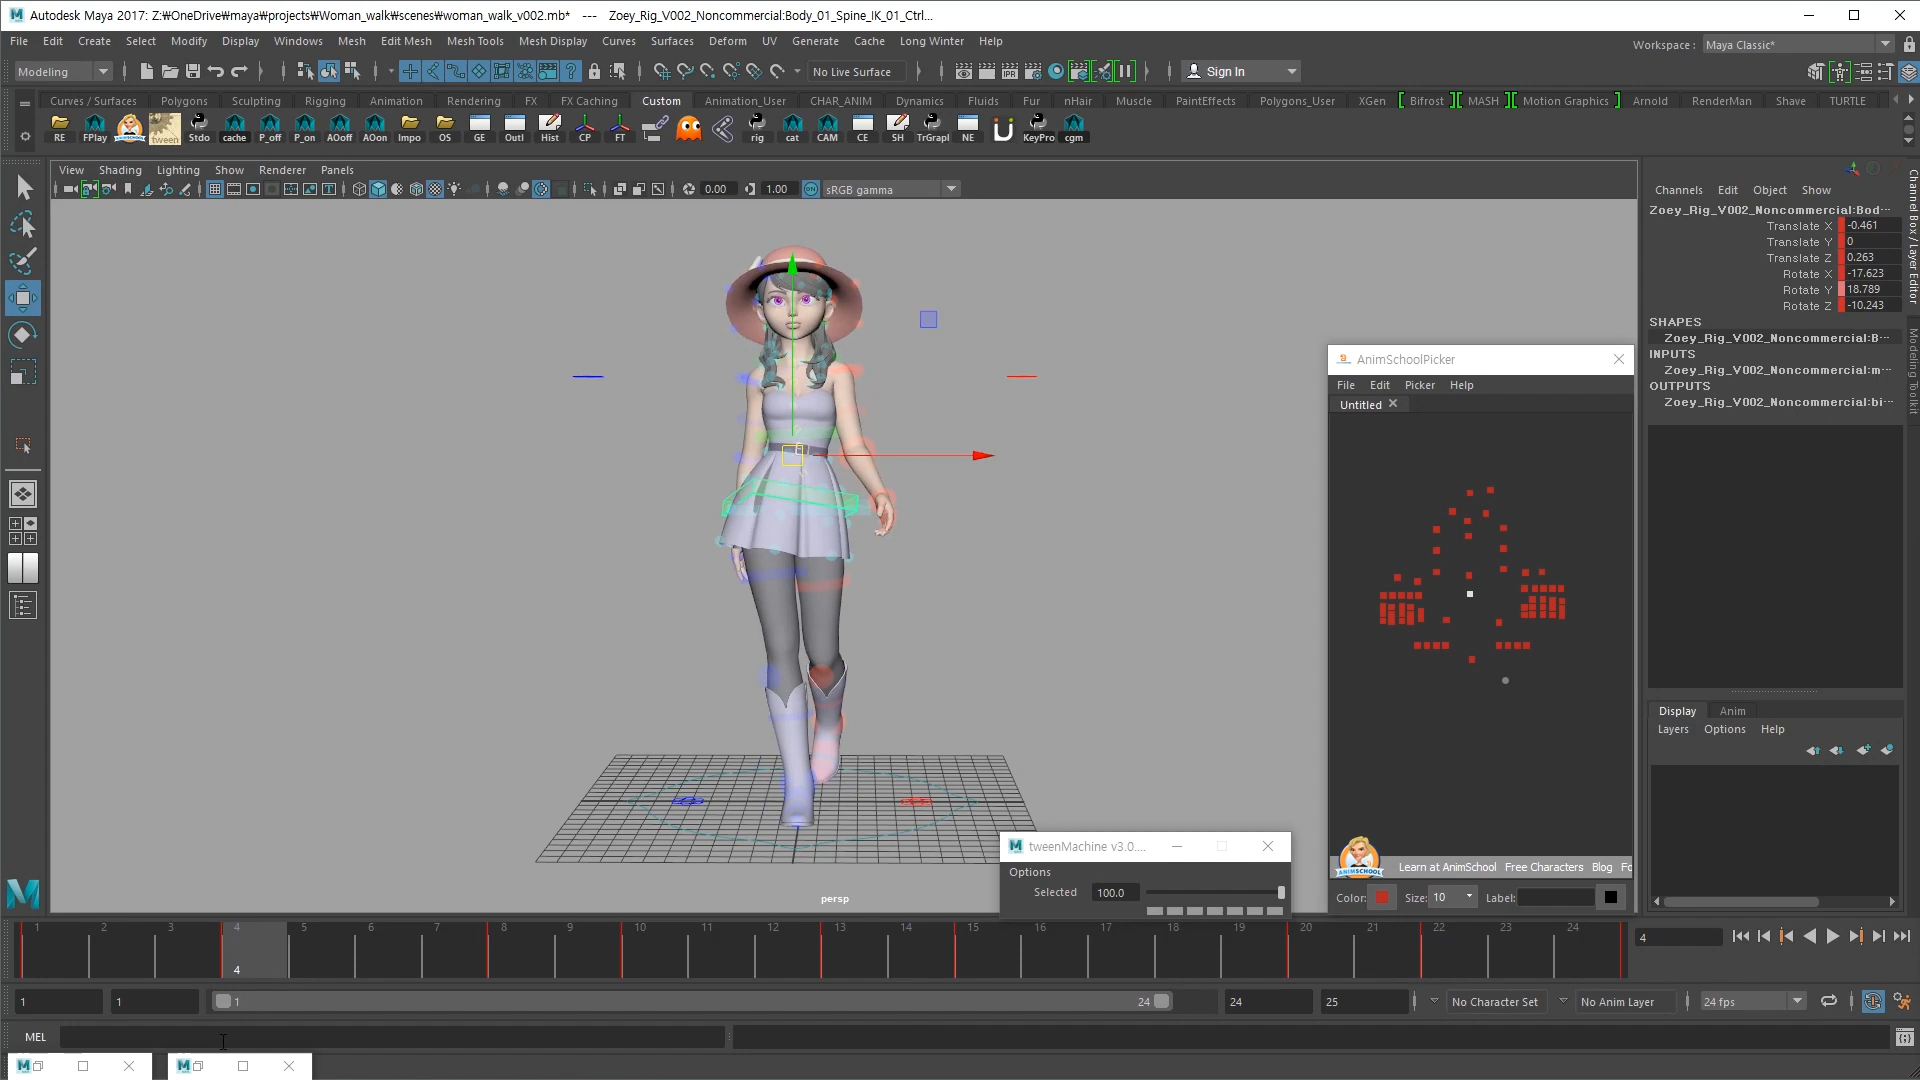 Autodesk Maya 2017: Z:₩OneDrive₩maya₩projects₩Woman_walk₩scenes₩woman_walk_v002.mb*   ---   Zoey_Rig_V002_Noncommercial:Body_01_Spine_IK_01_Ctrl...
File Edit Create Select Modify Display Windows Mesh Edit Mesh Mesh Tools Mesh Display Curves Surfaces Deform UV Generate Cache Long Winter Help
Workspace : Maya Classic*
Modeling No Live Surface Sign In
Curves / Surfaces Polygons Sculpting Rigging Animation Rendering FX FX Caching Custom Animation_User CHAR_ANIM Dynamics Fluids Fur nHair Muscle PaintEffects Polygons_User XGen Bifrost MASH Motion Graphics Arnold RenderMan Shave TURTLE
RE FPlay tween Stdo cache P_off P_on AOoff AOon Impo OS GE Outl Hist CP FT rig cat CAM CE SH TrGrapl NE KeyPro cgm
View Shading Lighting Show Renderer Panels
0.00 1.00 ON sRGB gamma
persp
Channels Edit Object Show
Zoey_Rig_V002_Noncommercial:Bod...
Translate X -0.461
Translate Y 0
Translate Z 0.263
Rotate X -17.623
Rotate Y 18.789
Rotate Z -10.243
SHAPES
Zoey_Rig_V002_Noncommercial:B...
INPUTS
Zoey_Rig_V002_Noncommercial:m...
OUTPUTS
Zoey_Rig_V002_Noncommercial:bi...
Channel Box / Layer Editor
Modeling Toolkit
AnimSchoolPicker
File Edit Picker Help
Untitled
ANIMSCHOOL
Learn at AnimSchool Free Characters Blog Fo
Color: Size: 10 Label:
tweenMachine v3.0....
Options
Selected 100.0
Display Anim
Layers Options Help
1 2 3 4 5 6 7 8 9 10 11 12 13 14 15 16 17 18 19 20 21 22 23 24
4
4
1 1 1 24 24 25 No Character Set No Anim Layer 24 fps
MEL